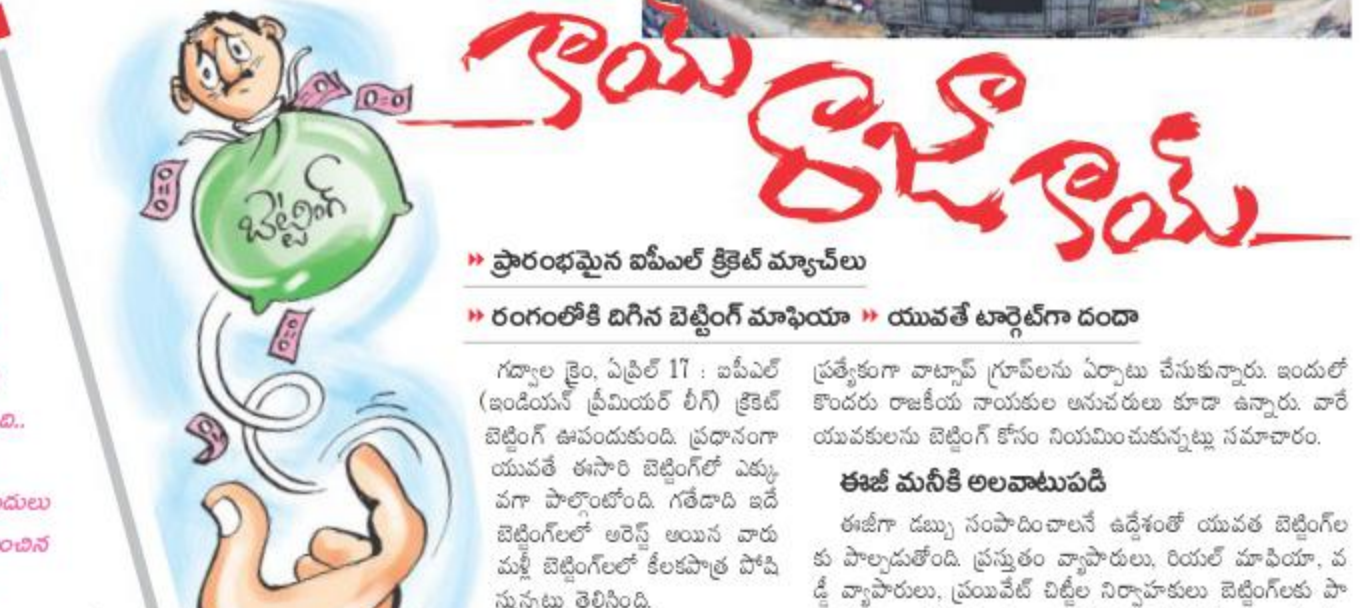 కాయ్ రాజా కాయ్
బెట్టింగ్
ప్రారంభమైన ఐపీఎల్ క్రికెట్ మ్యాచ్‌లు
రంగంలోకి దిగిన బెట్టింగ్ మాఫియా
యువతే టార్గెట్‌గా దందా
గద్వాల క్రైం, ఏప్రిల్ 17 : ఐపీఎల్
(ఇండియన్ ప్రీమియర్ లీగ్) క్రికెట్
బెట్టింగ్ ఊపందుకుంది. ప్రధానంగా
యువతే ఈసారి బెట్టింగ్‌లో ఎక్కు
వగా పాల్గొంటోంది. గతేడాది ఇదే
బెట్టింగ్‌లలో అరెస్ట్ అయిన వారు
మళ్లీ బెట్టింగ్‌లలో కీలకపాత్ర పోషి
స్తున్నట్లు తెలిసింది.
ప్రత్యేకంగా వాట్సాప్ గ్రూప్‌లను ఏర్పాటు చేసుకున్నారు. ఇందులో
కొందరు రాజకీయ నాయకుల అనుచరులు కూడా ఉన్నారు. వారే
యువకులను బెట్టింగ్ కోసం నియమించుకున్నట్లు సమాచారం.
ఈజీ మనీకి అలవాటుపడి
ఈజీగా డబ్బు సంపాదించాలనే ఉద్దేశంతో యువత బెట్టింగ్‌ల
కు పాల్పడుతోంది. ప్రస్తుతం వ్యాపారులు, రియల్ మాఫియా, వ
డ్డీ వ్యాపారులు, ప్రయివేట్ చిట్టీల నిర్వాహకులు బెట్టింగ్‌లకు పా